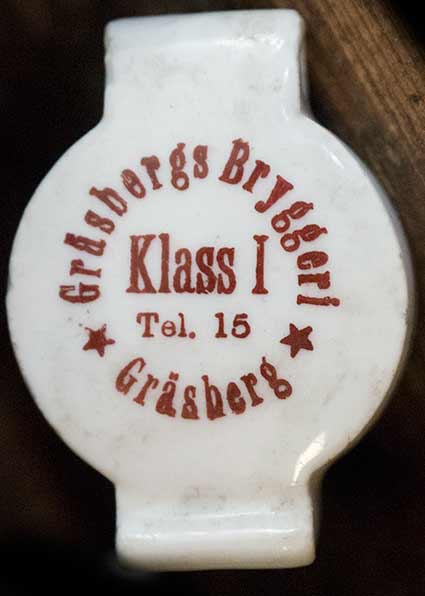 Gräsbergs Bryggeri
Klass I
Tel. 15
Gräsberg